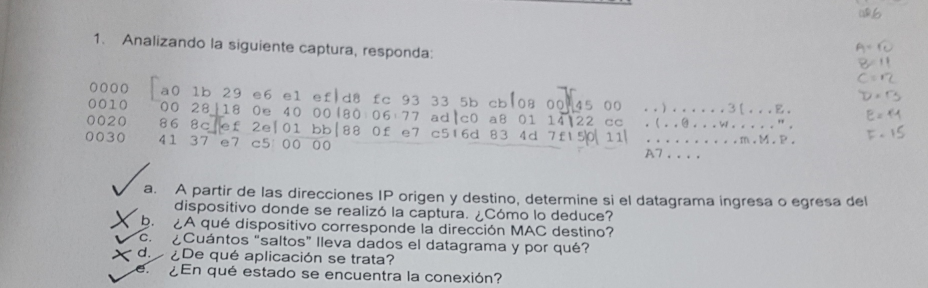 1. Analizando la siguiente captura, responda:
A=10
B=11
C=12
D=13
E=14
F=15
0000 a0 1b 29 e6 e1 ef d8 fc 93 33 5b cb 08 00 45 00 ..)......3[...E.
0010 00 28 18 0e 40 00 80 06 77 ad c0 a8 01 14 22 cc .(..@...w.....".
0020 86 8c ef 2e 01 bb 88 0f e7 c5 6d 83 4d 7f 50 11 ..........m.M.P.
0030 41 37 e7 c5 00 00 A7....
a. A partir de las direcciones IP origen y destino, determine si el datagrama ingresa o egresa del
dispositivo donde se realizó la captura. ¿Cómo lo deduce?
b. ¿A qué dispositivo corresponde la dirección MAC destino?
c. ¿Cuántos "saltos" lleva dados el datagrama y por qué?
d. ¿De qué aplicación se trata?
e. ¿En qué estado se encuentra la conexión?